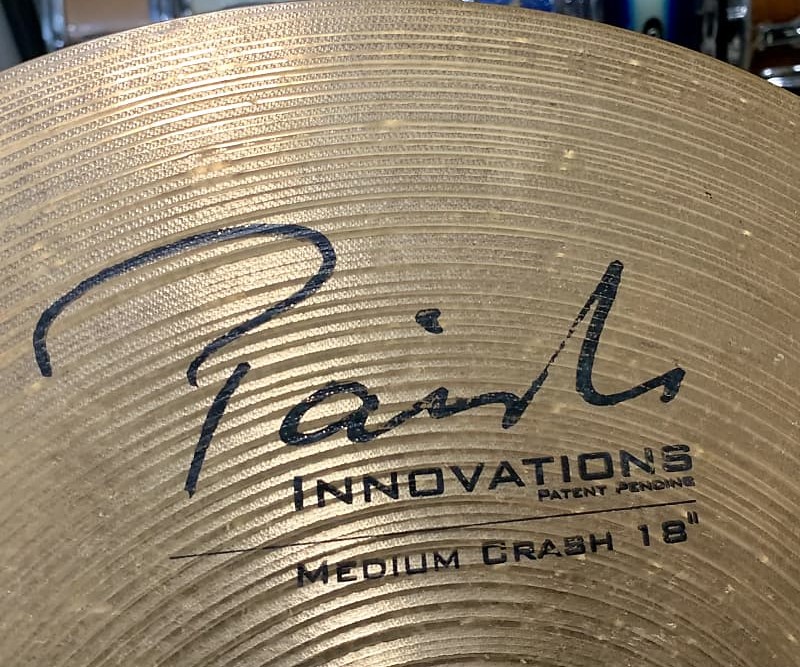 Paiste
INNOVATIONS
PATENT PENDING
MEDIUM CRASH 18"